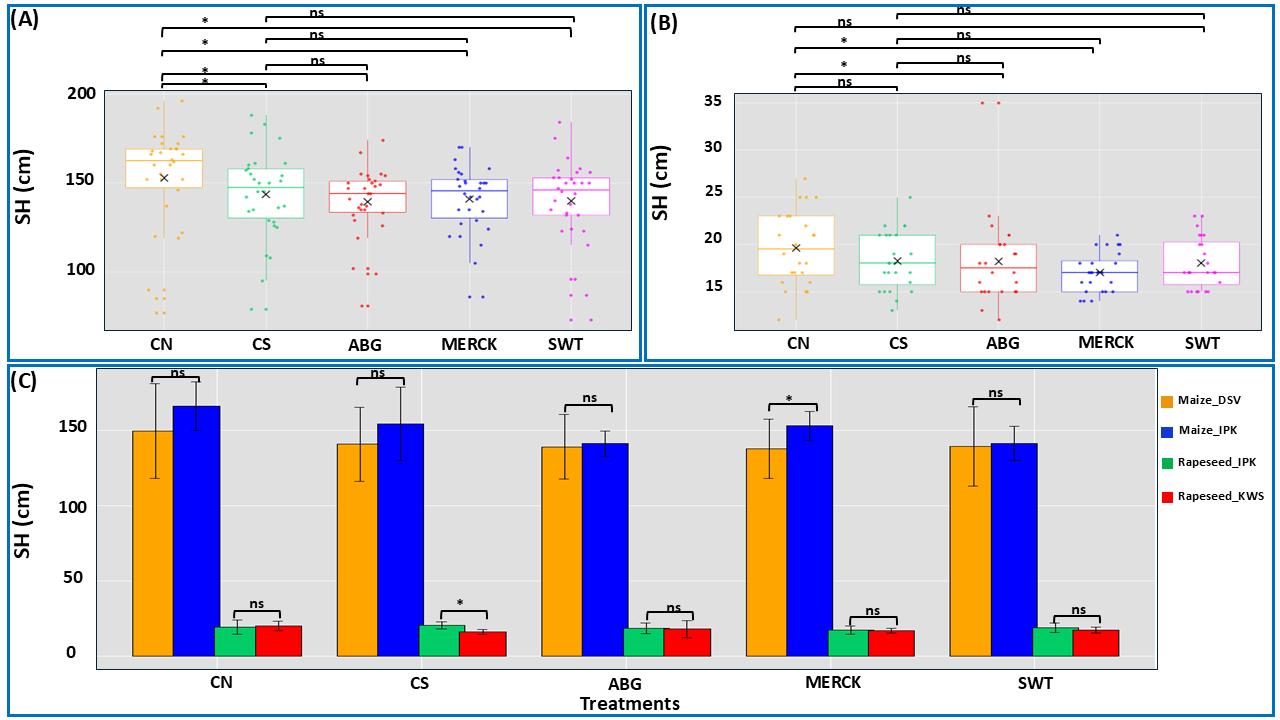 (A)
ns
*
ns
*
ns
*
*
200
150
100
SH (cm)
CN CS ABG MERCK SWT
(B)
ns
ns
ns
*
ns
*
ns
35
30
25
20
15
SH (cm)
CN CS ABG MERCK SWT
(C)
ns ns ns * ns
150
100
50
0
SH (cm)
ns * ns ns ns
CN CS ABG MERCK SWT
Treatments
Maize_DSV
Maize_IPK
Rapeseed_IPK
Rapeseed_KWS